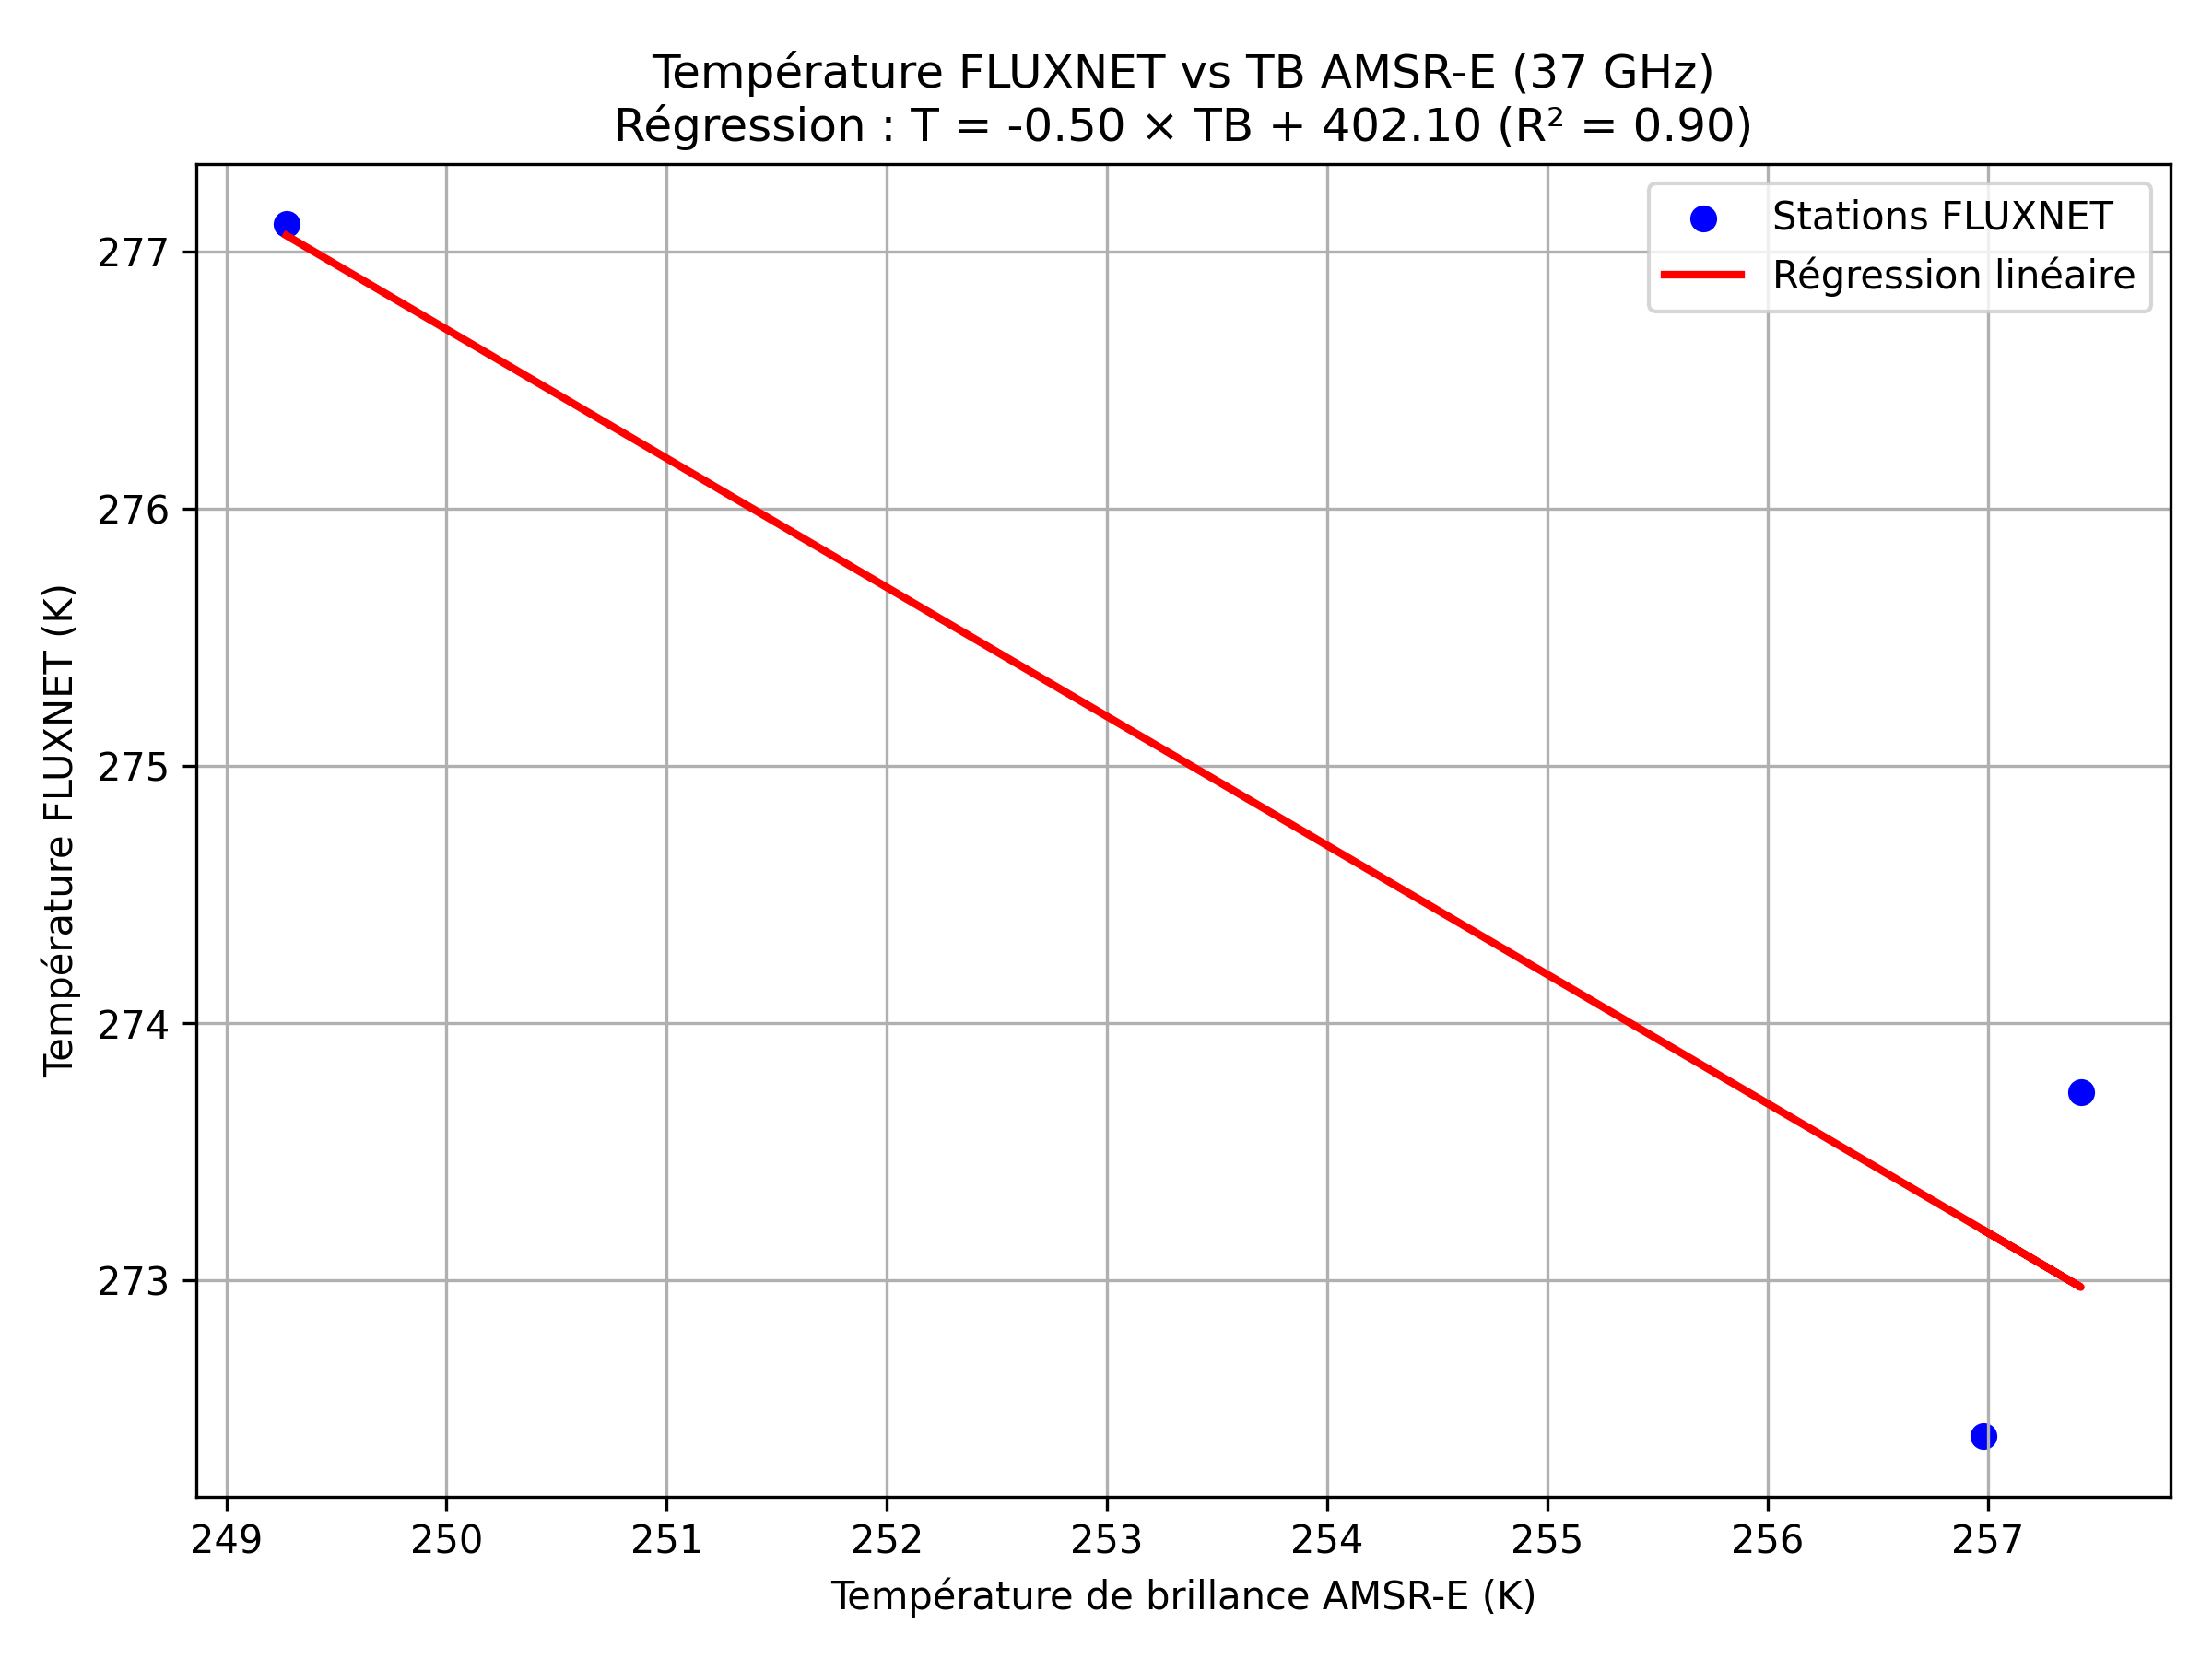 Température FLUXNET vs TB AMSR-E (37 GHz)
Régression : T = -0.50 × TB + 402.10 (R² = 0.90)
Stations FLUXNET
Régression linéaire
Température FLUXNET (K)
277
276
275
274
273
249 250 251 252 253 254 255 256 257
Température de brillance AMSR-E (K)